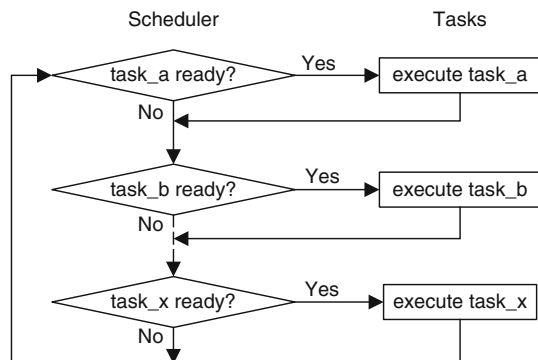 Scheduler Tasks
task_a ready? Yes execute task_a
No
task_b ready? Yes execute task_b
No
task_x ready? Yes execute task_x
No